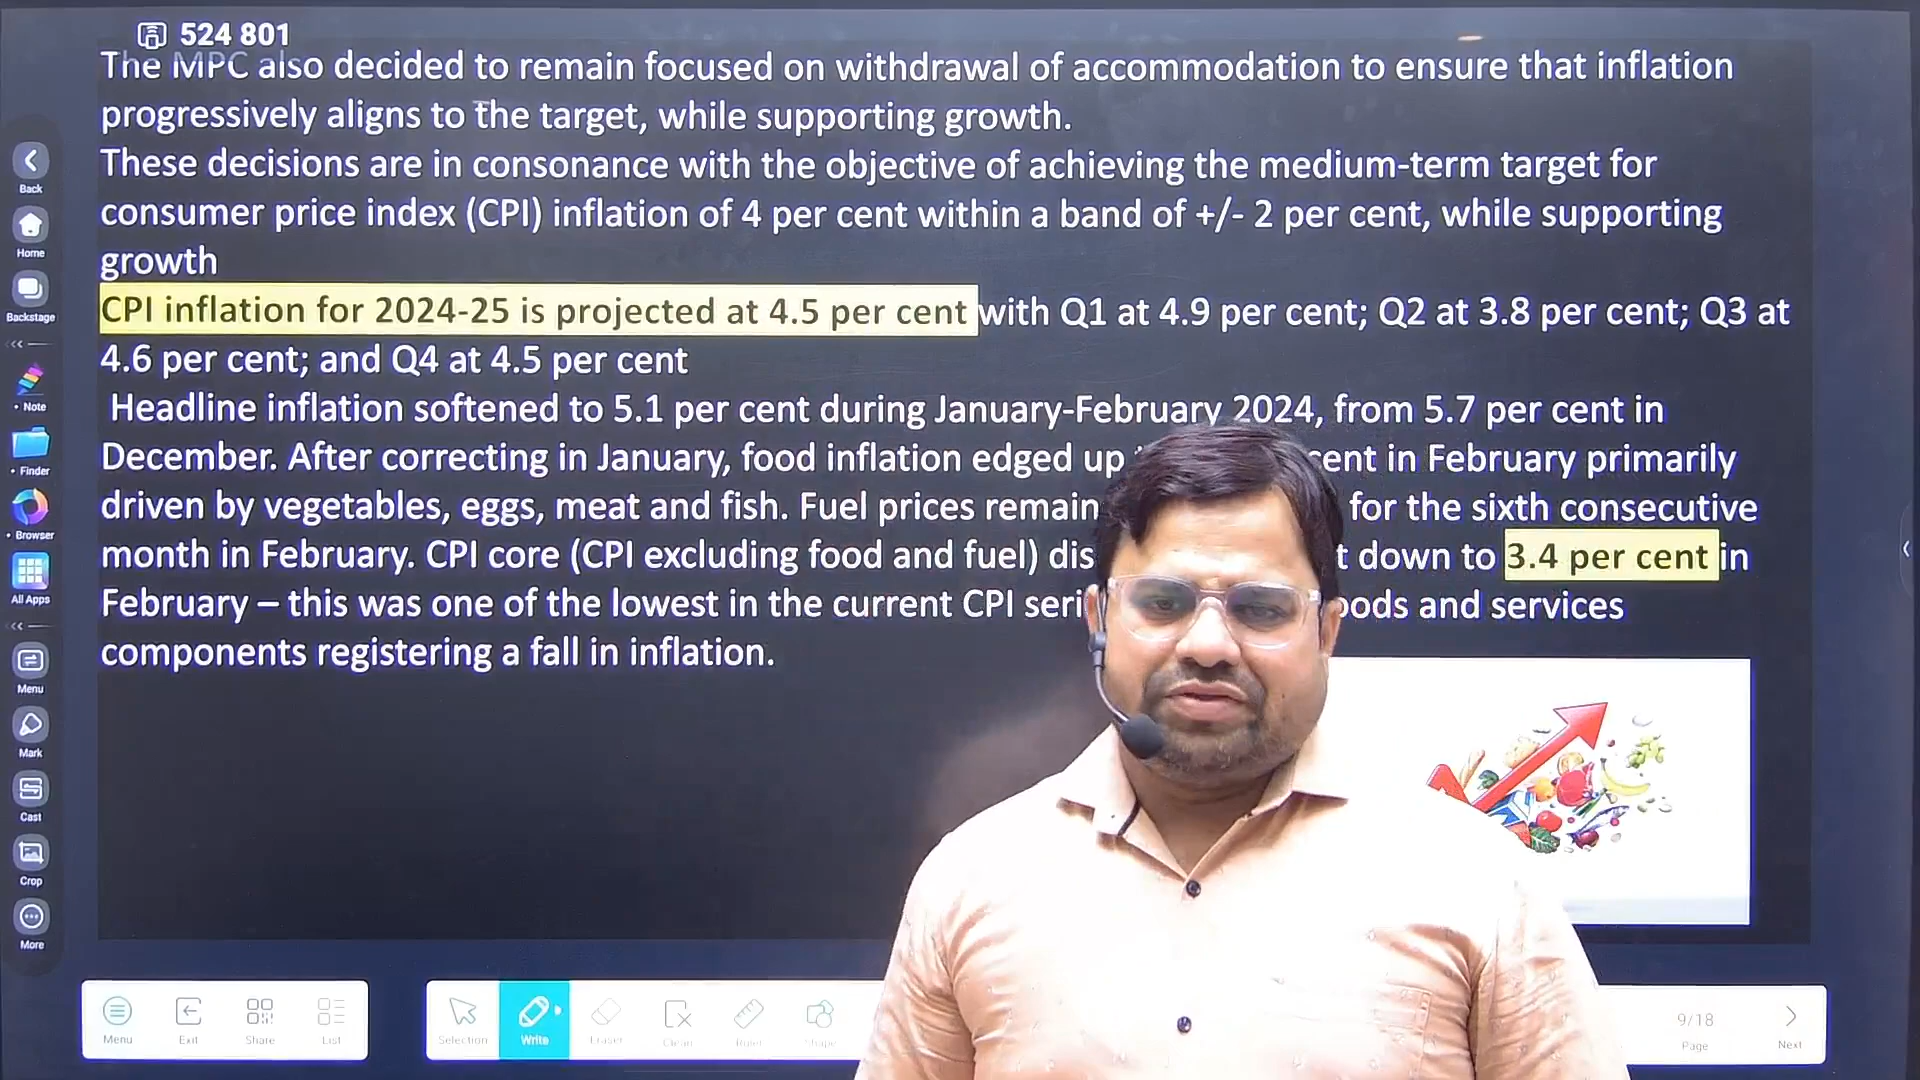 524 801
The MPC also decided to remain focused on withdrawal of accommodation to ensure that inflation
progressively aligns to the target, while supporting growth.
These decisions are in consonance with the objective of achieving the medium-term target for
consumer price index (CPI) inflation of 4 per cent within a band of +/- 2 per cent, while supporting
growth
CPI inflation for 2024-25 is projected at 4.5 per cent with Q1 at 4.9 per cent; Q2 at 3.8 per cent; Q3 at
4.6 per cent; and Q4 at 4.5 per cent
Headline inflation softened to 5.1 per cent during January-February 2024, from 5.7 per cent in
December. After correcting in January, food inflation edged up cent in February primarily
driven by vegetables, eggs, meat and fish. Fuel prices remain for the sixth consecutive
month in February. CPI core (CPI excluding food and fuel) dis t down to 3.4 per cent in
February – this was one of the lowest in the current CPI seri oods and services
components registering a fall in inflation.
Back
Home
Backstage
Note
Finder
Browser
All Apps
Menu
Mark
Cast
Crop
More
Menu Exit Share List
Selection Write Eraser Clean Ruler Shape
9/18
Page Next